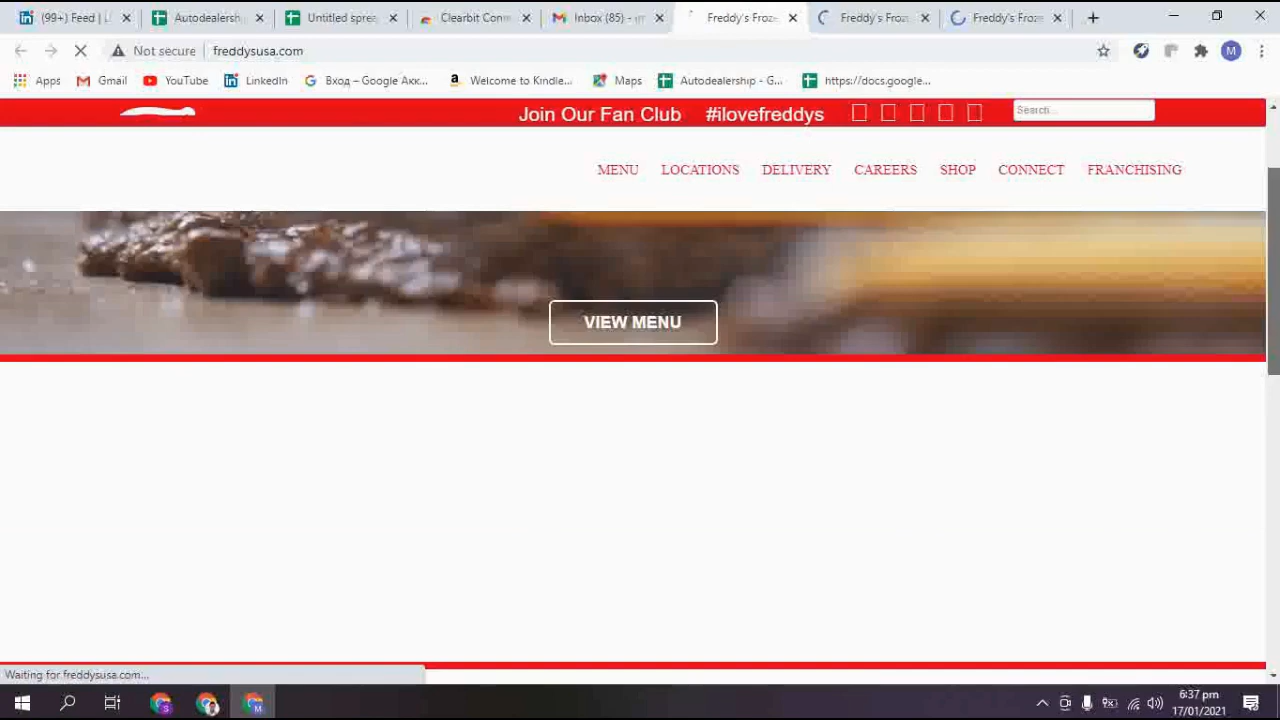 (99+) Feed | L
Autodealersh
Untitled spre
Clearbit Con
Inbox (85) -
Freddy's Froz
Freddy's Froz
Freddy's Froz
Not secure
freddysusa.com
M
Apps
Gmail
YouTube
LinkedIn
Вход – Google Акк...
Welcome to Kindle...
Maps
Autodealership - G...
https://docs.google...
Join Our Fan Club
#ilovefreddys
Search...
MENU
LOCATIONS
DELIVERY
CAREERS
SHOP
CONNECT
FRANCHISING
VIEW MENU
Waiting for freddysusa.com...
6:37 pm
17/01/2021